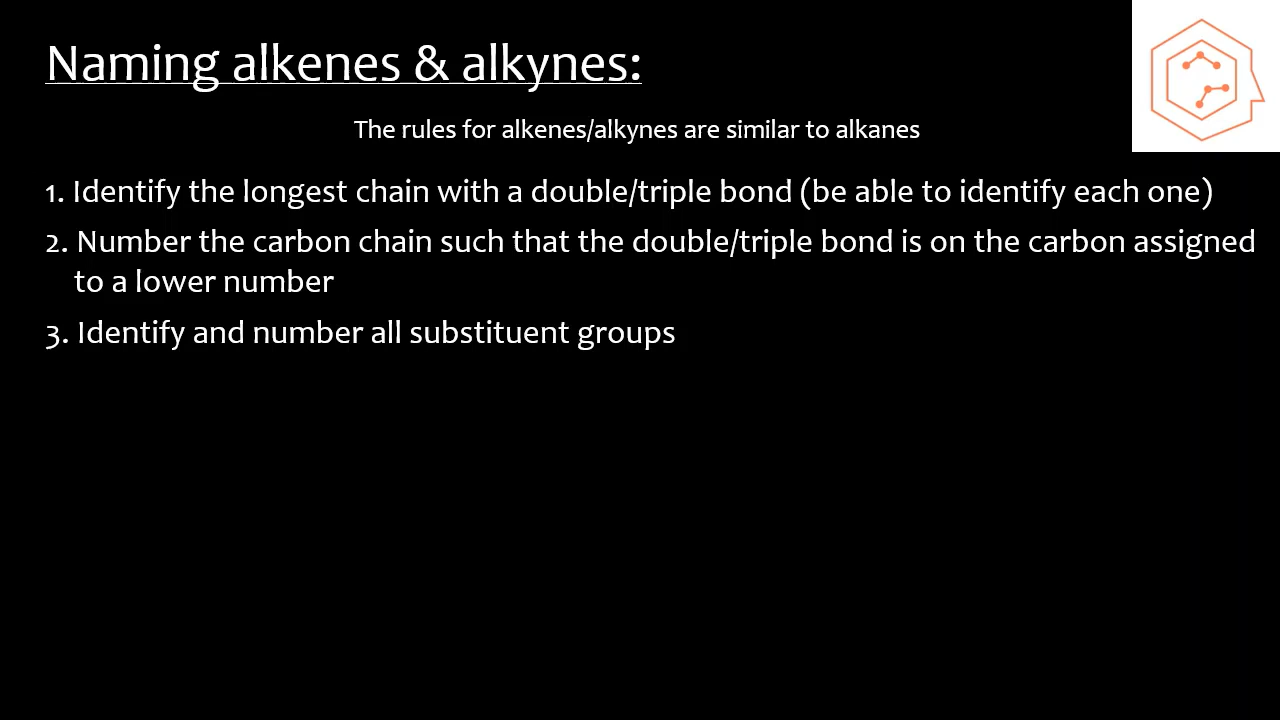 Naming alkenes & alkynes:
The rules for alkenes/alkynes are similar to alkanes
1. Identify the longest chain with a double/triple bond (be able to identify each one)
2. Number the carbon chain such that the double/triple bond is on the carbon assigned
to a lower number
3. Identify and number all substituent groups